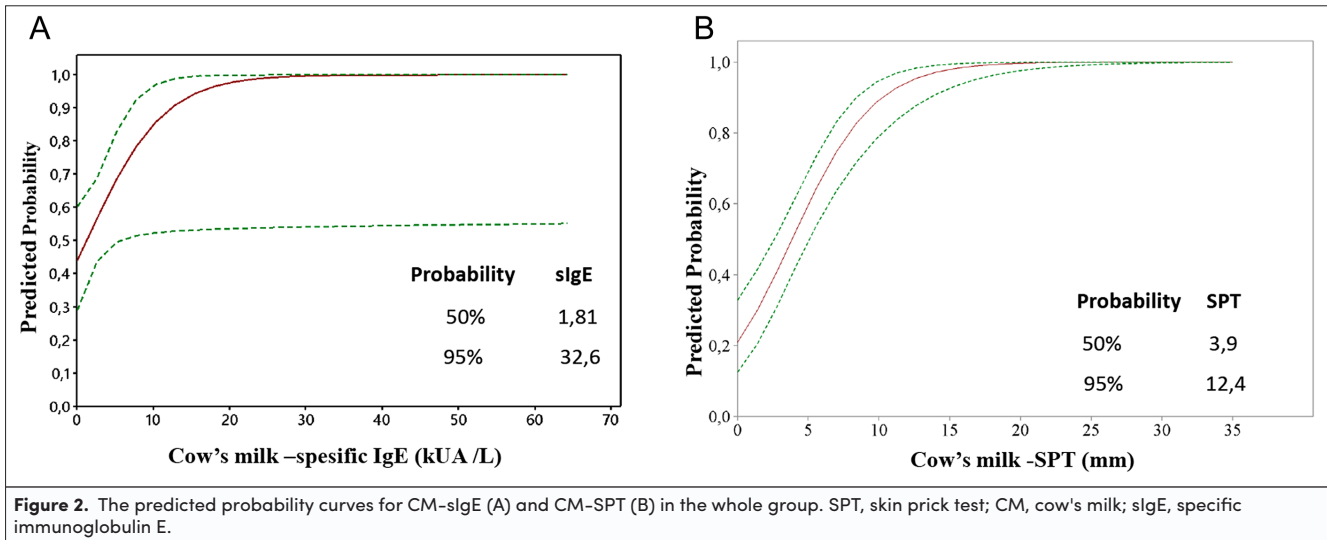 A
Predicted Probability
1,0
0,9
0,8
0,7
0,6
0,5
0,4
0,3
0,2
0,1
0,0
0 10 20 30 40 50 60 70
Cow's milk –spesific IgE (kUA /L)
Probability sIgE
50% 1,81
95% 32,6
B
Predicted Probability
1,0
0,8
0,6
0,4
0,2
0,0
0 5 10 15 20 25 30 35
Cow's milk -SPT (mm)
Probability SPT
50% 3,9
95% 12,4
Figure 2. The predicted probability curves for CM-sIgE (A) and CM-SPT (B) in the whole group. SPT, skin prick test; CM, cow's milk; sIgE, specific
immunoglobulin E.